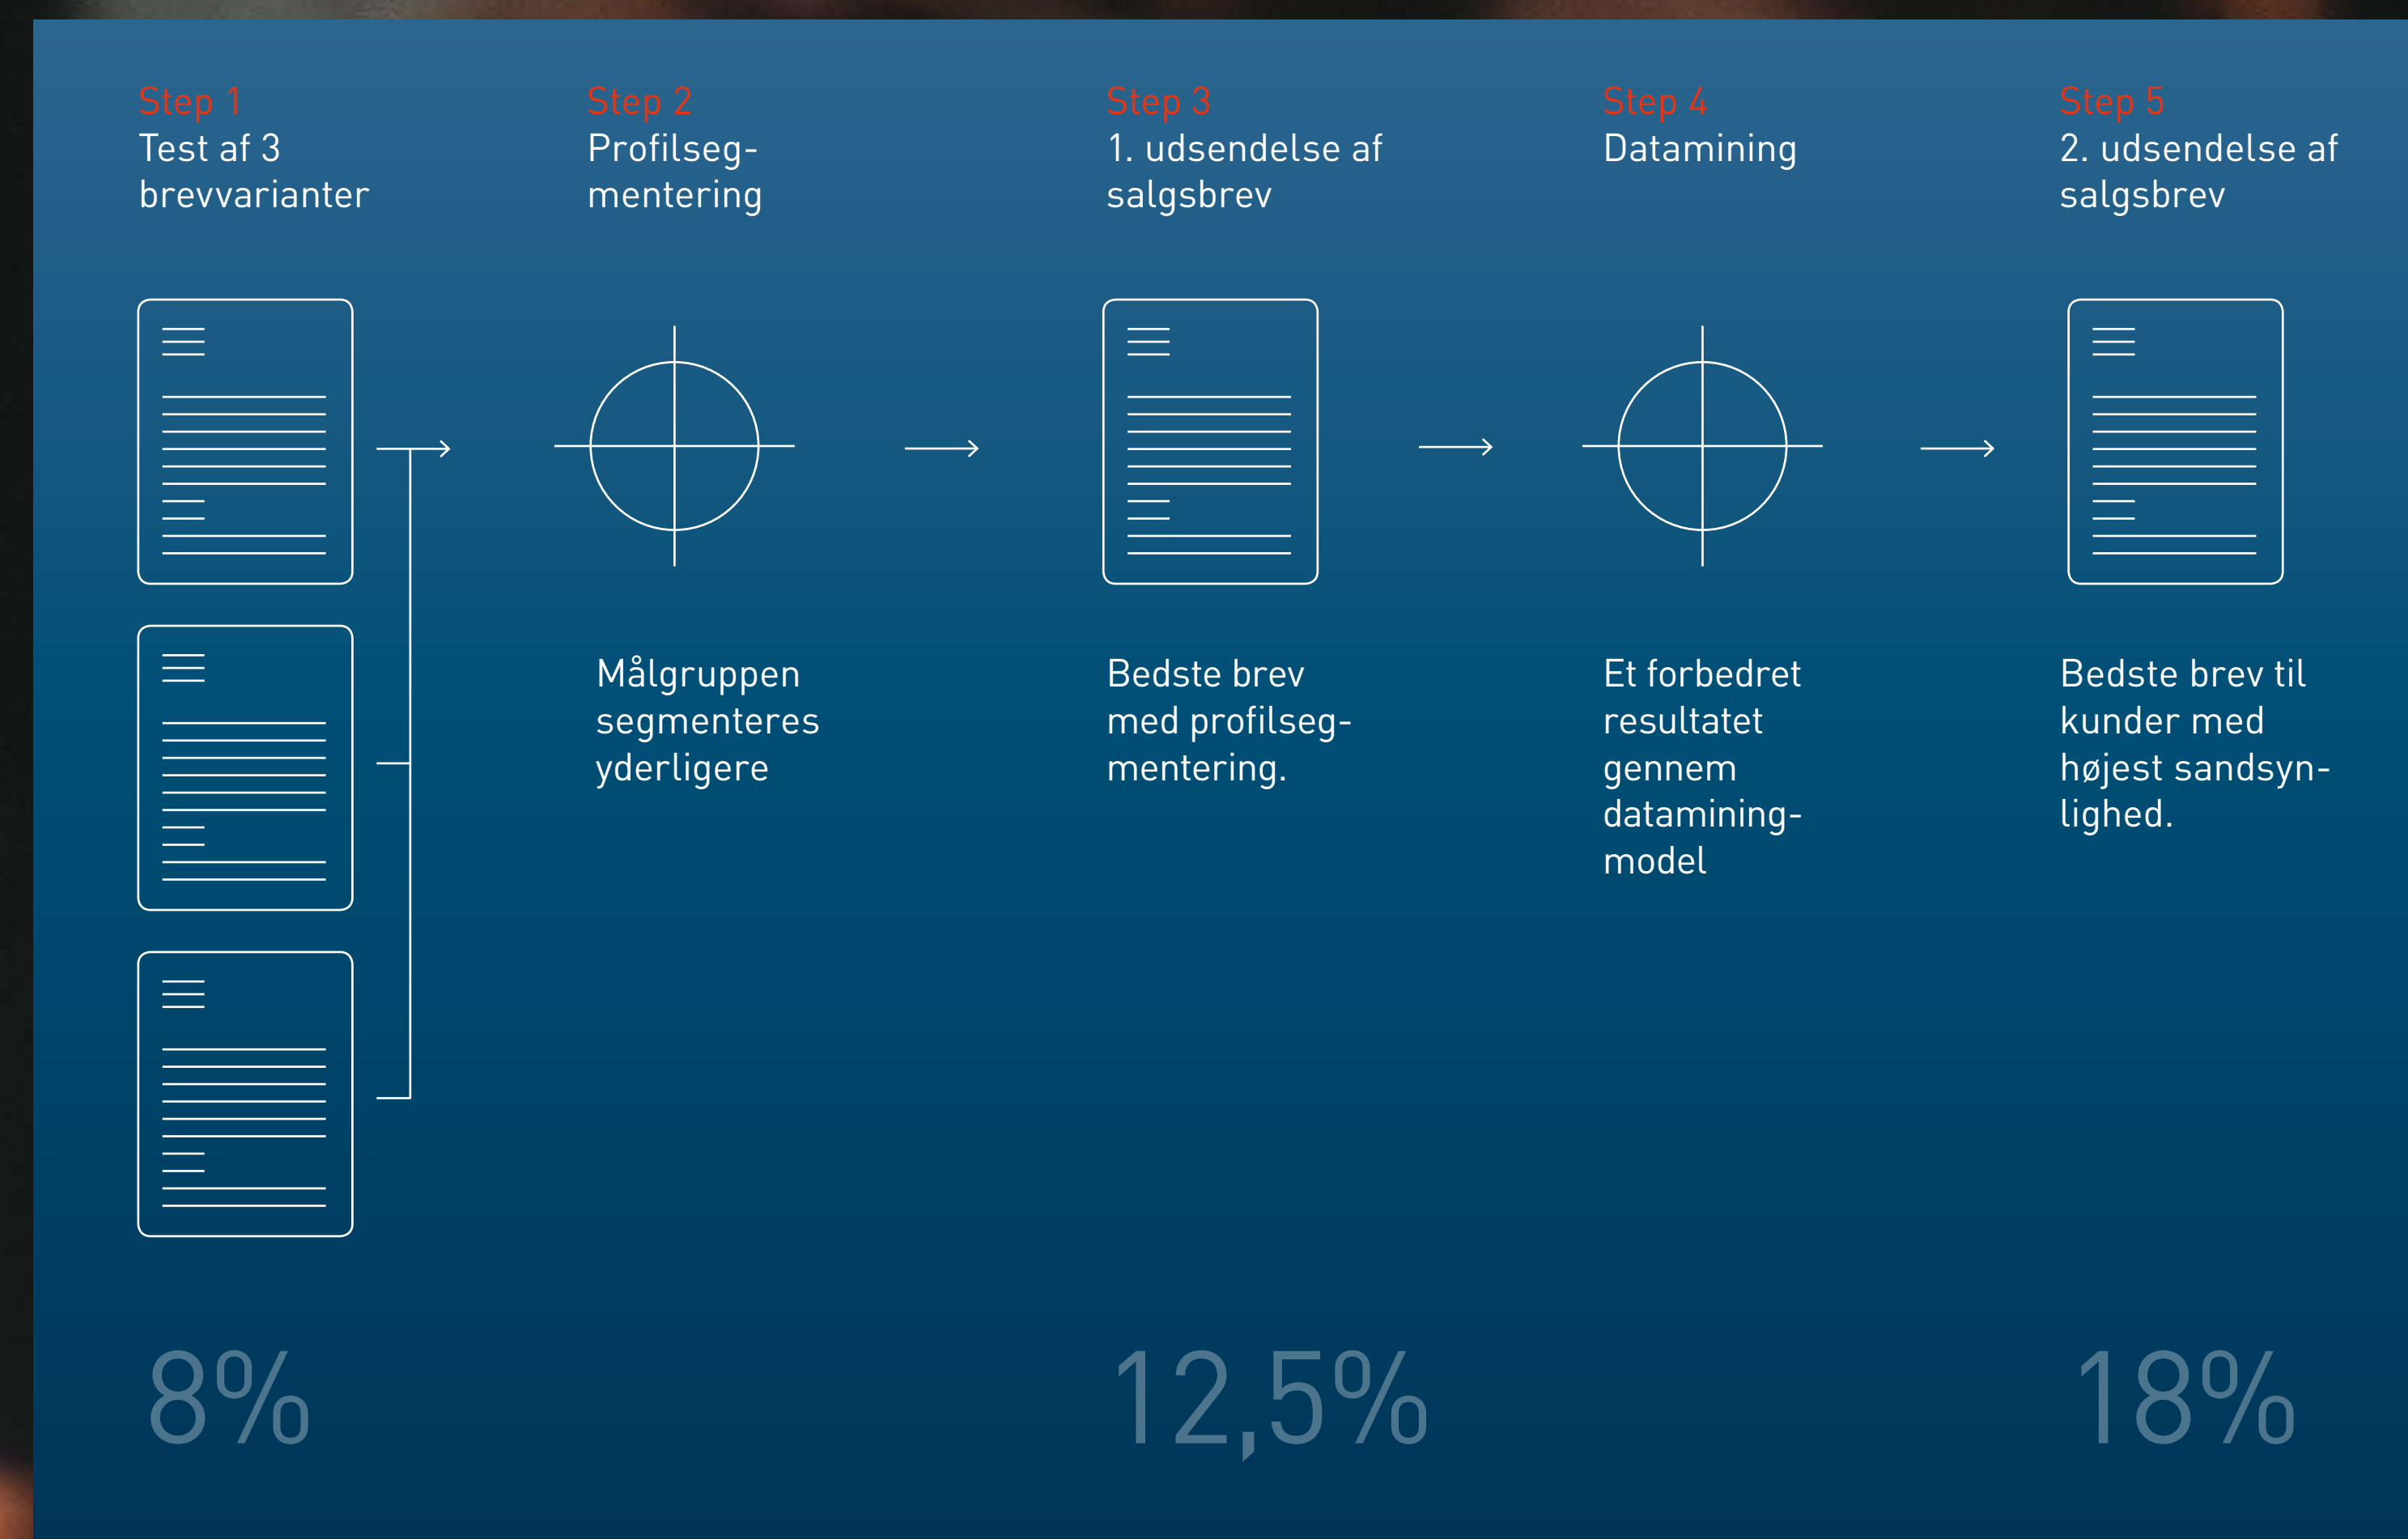 Step 1
Test af 3
brevvarianter
Step 2
Profilseg-
mentering
Målgruppen
segmenteres
yderligere
Step 3
1. udsendelse af
salgsbrev
Bedste brev
med profilseg-
mentering.
Step 4
Datamining
Et forbedret
resultatet
gennem
datamining-
model
Step 5
2. udsendelse af
salgsbrev
Bedste brev til
kunder med
højest sandsyn-
lighed.
8%
12,5%
18%